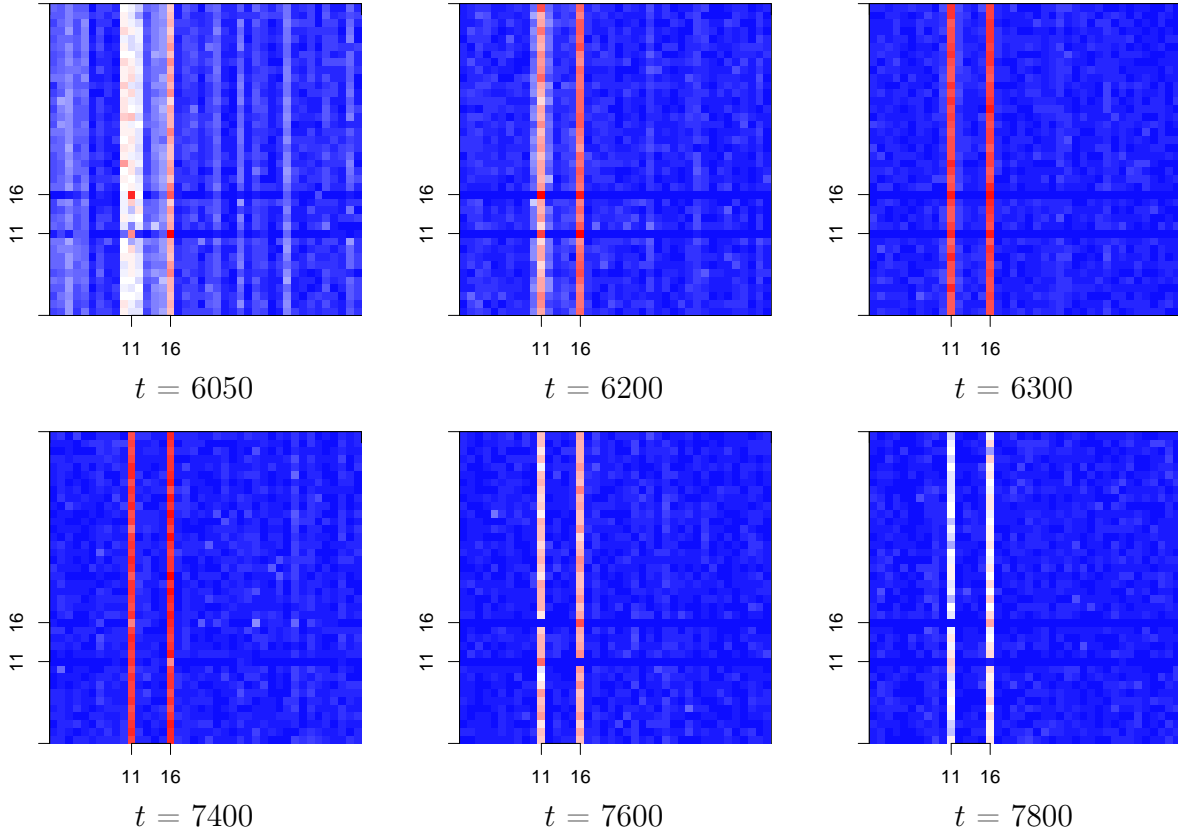 16 16 16
11 11 11
11 16 11 16 11 16
t = 6050 t = 6200 t = 6300
16 16 16
11 11 11
11 16 11 16 11 16
t = 7400 t = 7600 t = 7800